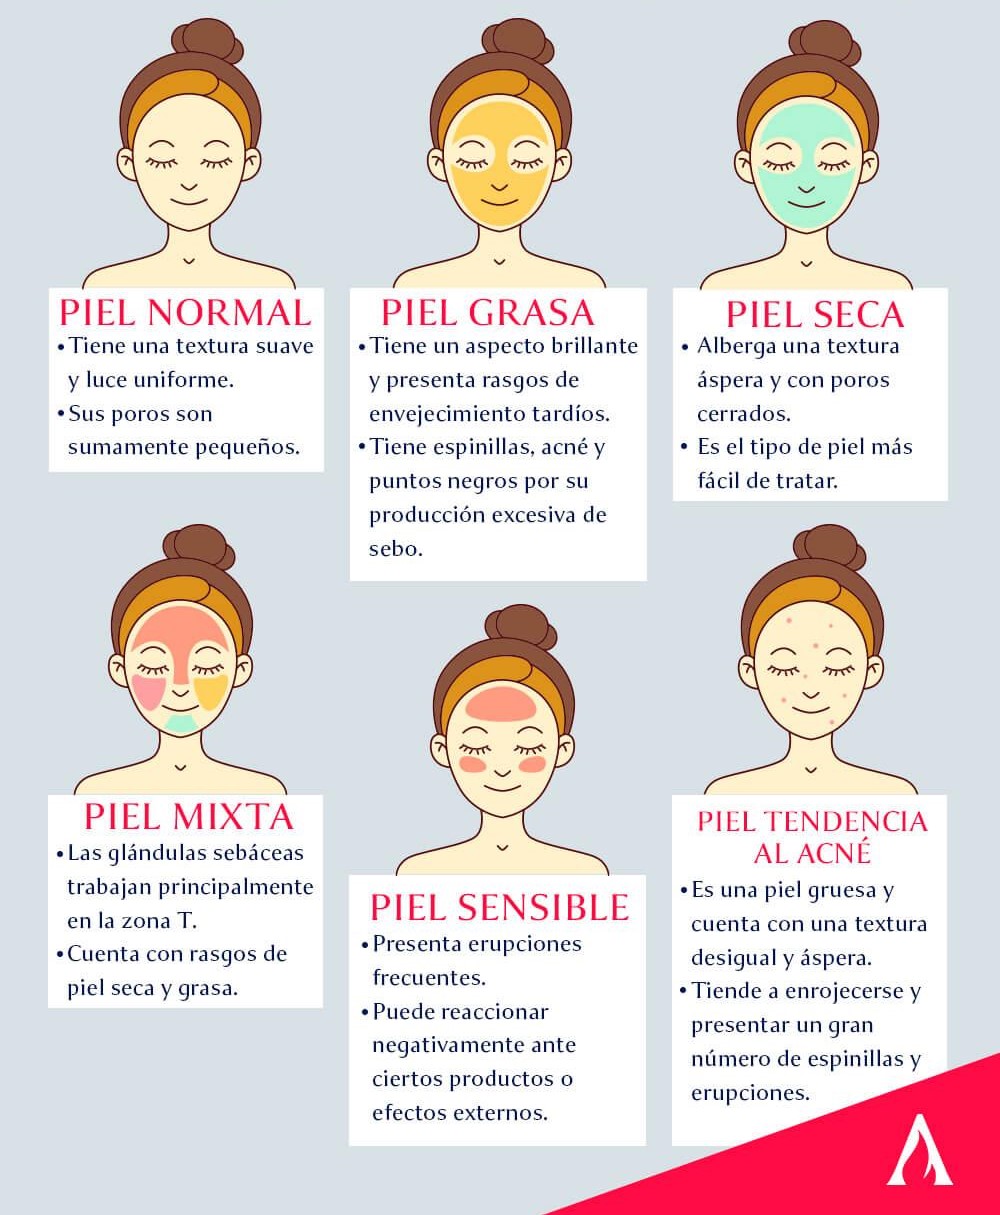 PIEL NORMAL
• Tiene una textura suave
y luce uniforme.
• Sus poros son
sumamente pequeños.
PIEL GRASA
• Tiene un aspecto brillante
y presenta rasgos de
envejecimiento tardíos.
• Tiene espinillas, acné y
puntos negros por su
producción excesiva de
sebo.
PIEL SECA
• Alberga una textura
áspera y con poros
cerrados.
• Es el tipo de piel más
fácil de tratar.
PIEL MIXTA
• Las glándulas sebáceas
trabajan principalmente
en la zona T.
• Cuenta con rasgos de
piel seca y grasa.
PIEL SENSIBLE
• Presenta erupciones
frecuentes.
• Puede reaccionar
negativamente ante
ciertos productos o
efectos externos.
PIEL TENDENCIA
AL ACNÉ
• Es una piel gruesa y
cuenta con una textura
desigual y áspera.
• Tiende a enrojecerse y
presentar un gran
número de espinillas y
erupciones.